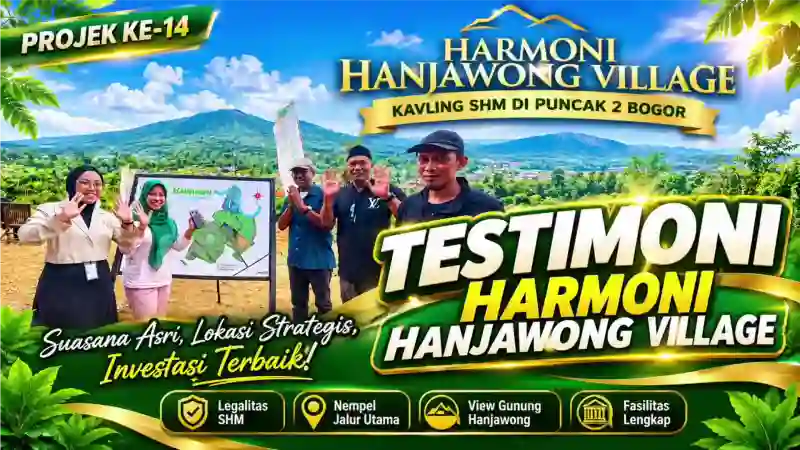 PROJEK KE-14
HARMONI
HANJAWONG VILLAGE
KAVLING SHM DI PUNCAK 2 BOGOR
TESTIMONI
HARMONI
HANJAWONG VILLAGE
Suasana Asri, Lokasi Strategis,
Investasi Terbaik!
Legalitas
SHM
Nempel
Jalur Utama
View Gunung
Hanjawong
Fasilitas
Lengkap